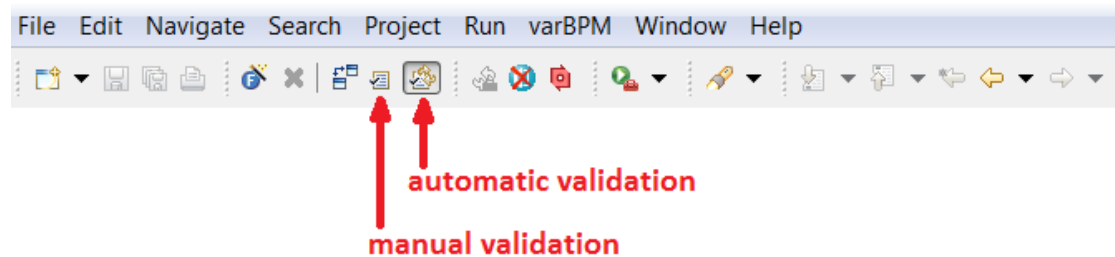 File Edit Navigate Search Project Run varBPM Window Help
automatic validation
manual validation